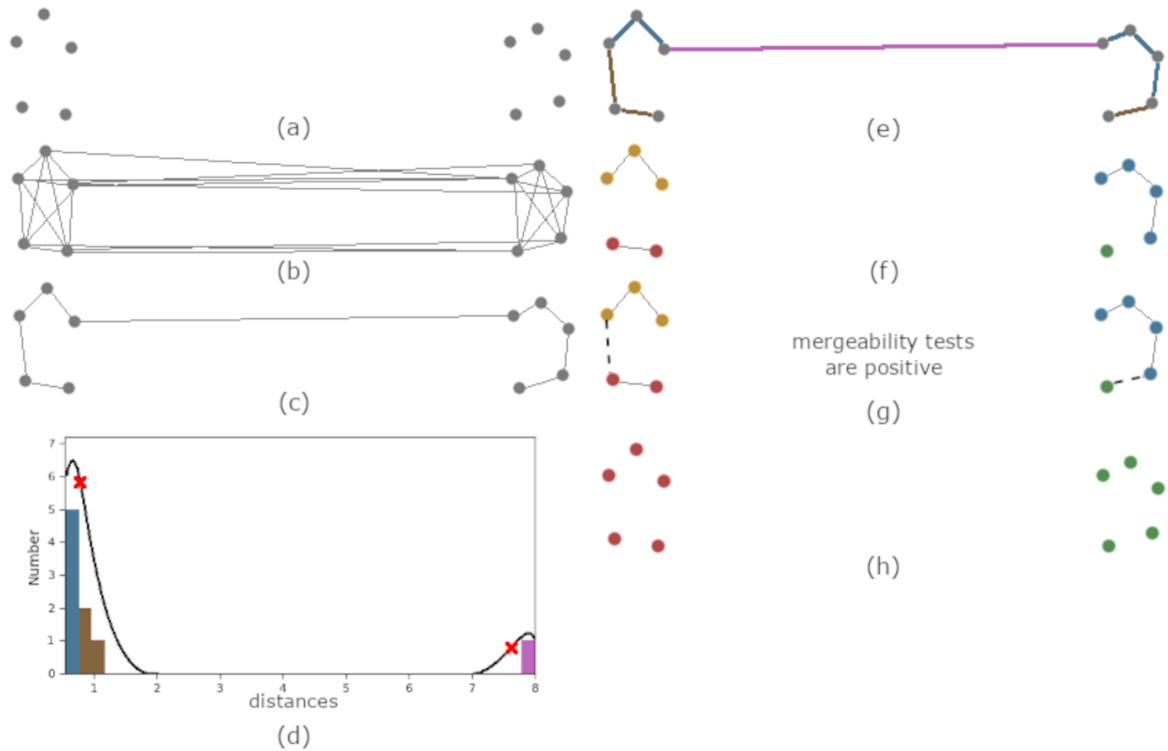 (a)
(b)
(c)
7
6
5
4
3
2
1
0
Number
1 2 3 4 5 6 7 8
distances
(d)
(e)
(f)
mergeability tests
are positive
(g)
(h)